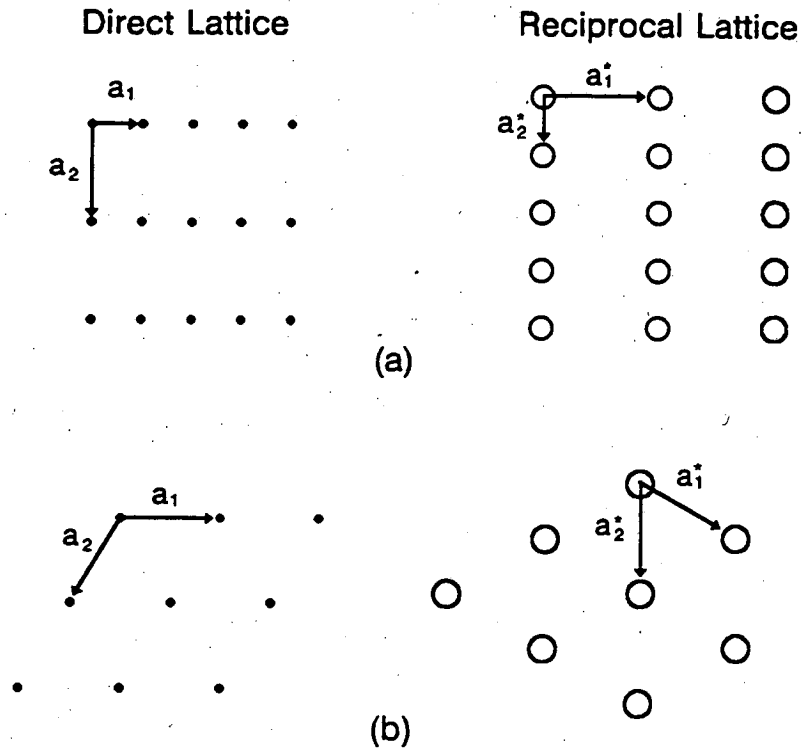 Direct Lattice
Reciprocal Lattice
a₁
a₂
a₁*
a₂*
(a)
a₁
a₂
a₁*
a₂*
(b)